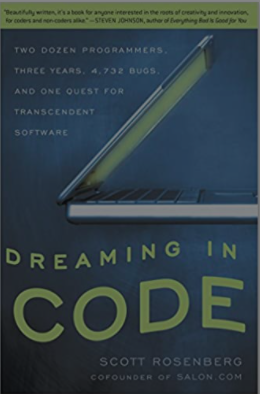 "Beautifully written, it's a book for anyone interested in the roots of creativity and innovation,
for coders and non-coders alike." —STEVEN JOHNSON, author of Everything Bad Is Good for You
TWO DOZEN PROGRAMMERS,
THREE YEARS, 4,732 BUGS,
AND ONE QUEST FOR
TRANSCENDENT
SOFTWARE
DREAMING IN
CODE
SCOTT ROSENBERG
COFOUNDER OF SALON.COM